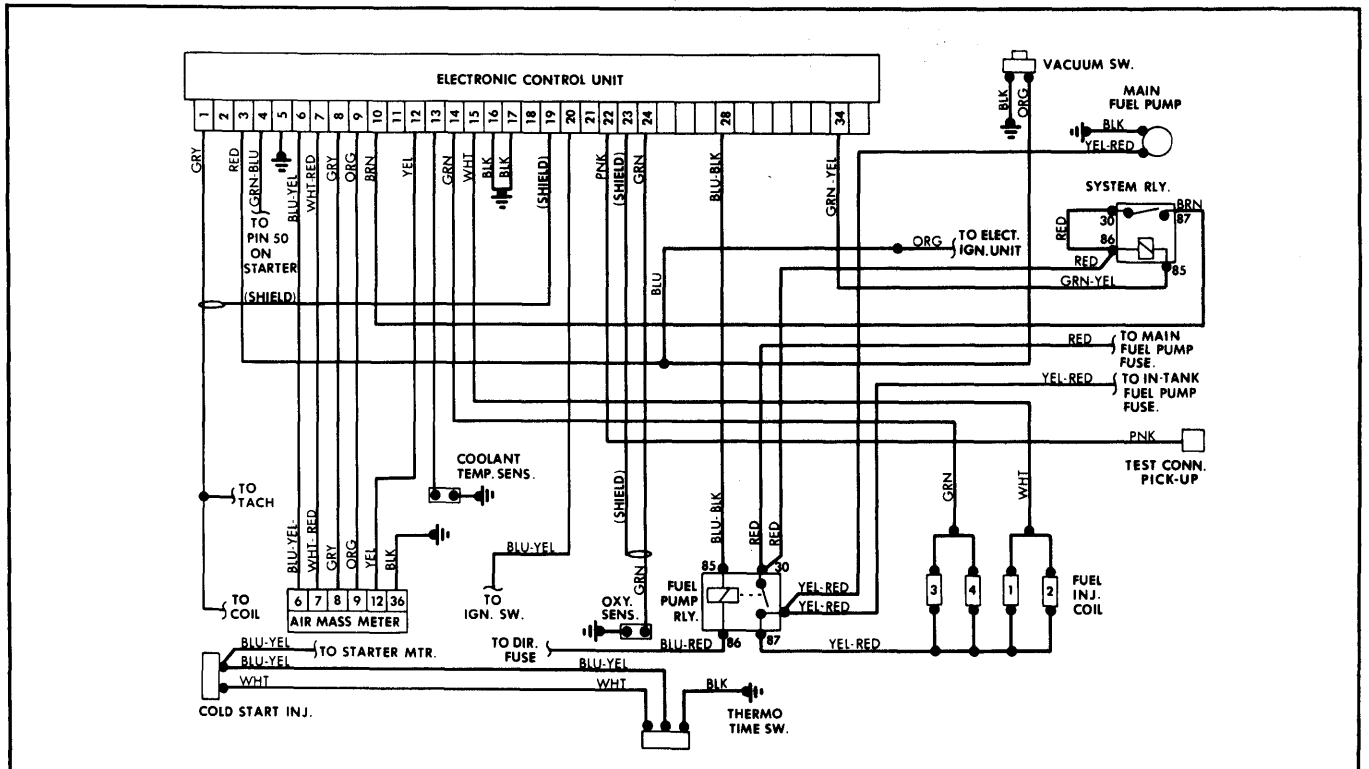 ELECTRONIC CONTROL UNIT
1 2 3 4 5 6 7 8 9 10 11 12 13 14 15 16 17 18 19 20 21 22 23 24 28 34
GRY
RED
GRN-BLU
BLU-YEL
WHT-RED
GRY
ORG
BRN
YEL
RED
GRN
WHT
BLK
BLK
(SHIELD)
PNK
(SHIELD)
GRN
BLU-BLK
GRN-YEL
VACUUM SW.
BLK
ORG
MAIN
FUEL PUMP
BLK
YEL-RED
SYSTEM RLY.
BRN
30
87
RED
86
RED
85
GRN-YEL
TO
PIN 50
ON
STARTER
ORG
TO ELECT.
IGN. UNIT
BLU
(SHIELD)
RED
TO MAIN
FUEL PUMP
FUSE.
YEL-RED
TO IN-TANK
FUEL PUMP
FUSE.
PNK
TEST CONN.
PICK-UP
COOLANT
TEMP. SENS.
TO
TACH
(SHIELD)
BLU-BLK
RED
RED
GRN
WHT
BLU-YEL
WHT-RED
GRY
ORG
YEL
BLK
BLU-YEL
TO
IGN. SW.
GRN
85
30
YEL-RED
YEL-RED
FUEL
PUMP
RLY.
3
4
1
2
FUEL
INJ.
COIL
TO
COIL
6 7 8 9 12 36
AIR MASS METER
OXY.
SENS.
TO DIR.
FUSE
BLU-RED
86
87
YEL-RED
BLU-YEL
TO STARTER MTR.
BLU-YEL
BLU-YEL
WHT
WHT
BLK
COLD START INJ.
THERMO
TIME SW.